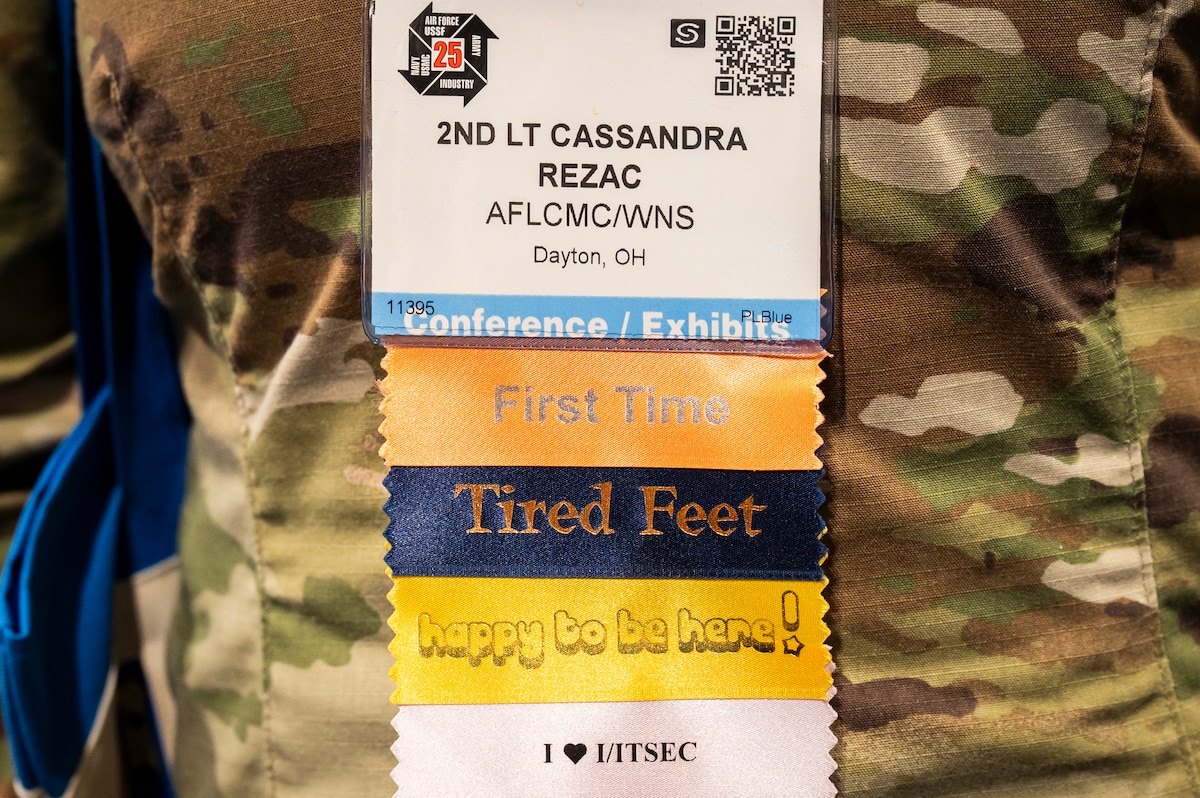 AIR FORCE
USSF
ARMY
NAVY
USMC
25
INDUSTRY
S
2ND LT CASSANDRA
REZAC
AFLCMC/WNS
Dayton, OH
11395
PLBlue
Conference / Exhibits
First Time
Tired Feet
happy to be here!
I ♥ I/ITSEC